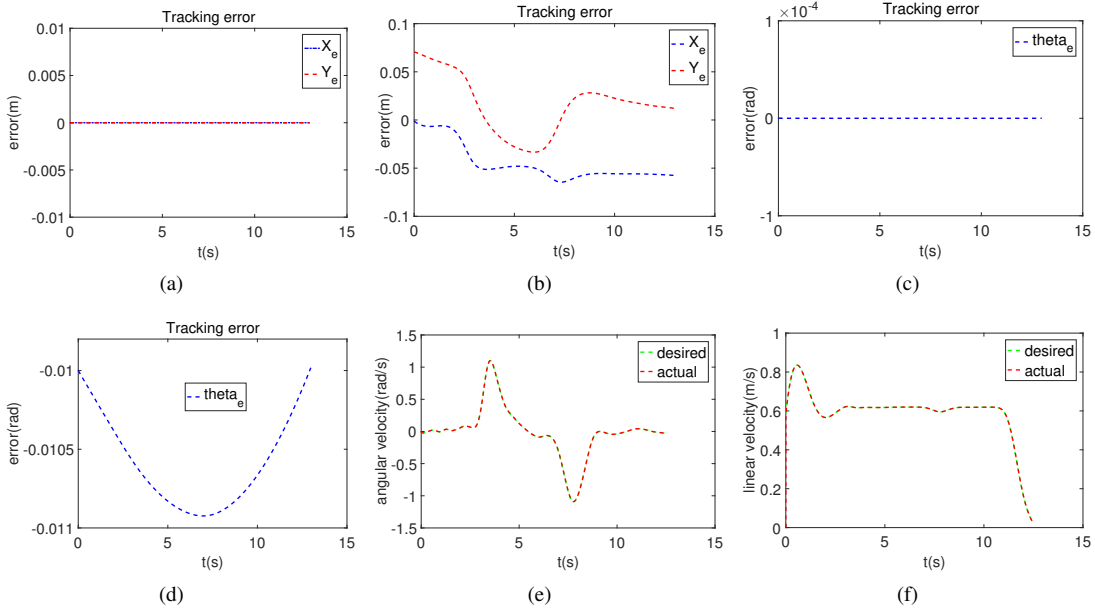 Tracking error
0.01
0.005
0
-0.005
-0.01
error(m)
X_e
Y_e
0 5 10 15
t(s)
(a)
Tracking error
0.1
0.05
0
-0.05
-0.1
error(m)
X_e
Y_e
0 5 10 15
t(s)
(b)
×10^-4
Tracking error
1
0
-1
error(rad)
theta_e
0 5 10 15
t(s)
(c)
Tracking error
-0.01
-0.0105
-0.011
error(rad)
theta_e
0 5 10 15
t(s)
(d)
1.5
1
0.5
0
-0.5
-1
-1.5
angular velocity(rad/s)
desired
actual
0 5 10 15
t(s)
(e)
1
0.8
0.6
0.4
0.2
0
linear velocity(m/s)
desired
actual
0 5 10 15
t(s)
(f)